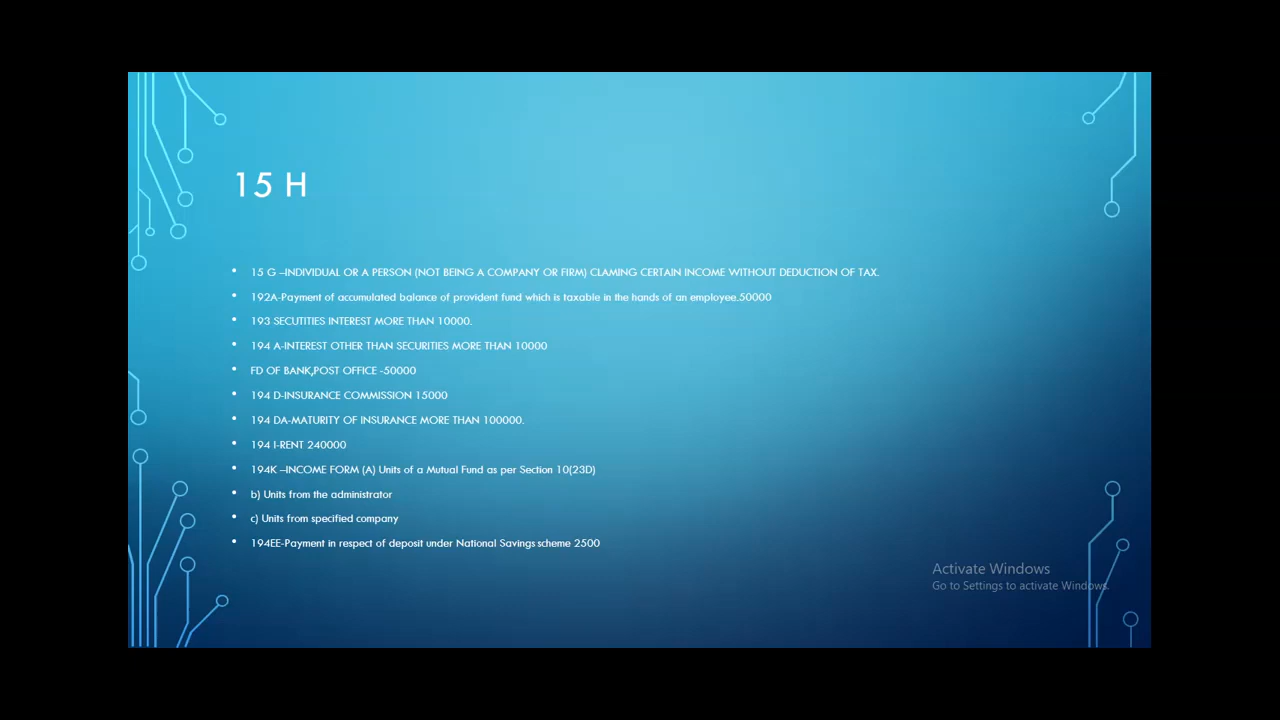 15 H
• 15 G –INDIVIDUAL OR A PERSON (NOT BEING A COMPANY OR FIRM) CLAMING CERTAIN INCOME WITHOUT DEDUCTION OF TAX.
• 192A-Payment of accumulated balance of provident fund which is taxable in the hands of an employee.50000
• 193 SECUTITIES INTEREST MORE THAN 10000.
• 194 A-INTEREST OTHER THAN SECURITIES MORE THAN 10000
• FD OF BANK,POST OFFICE -50000
• 194 D-INSURANCE COMMISSION 15000
• 194 DA-MATURITY OF INSURANCE MORE THAN 100000.
• 194 I-RENT 240000
• 194K –INCOME FORM (A) Units of a Mutual Fund as per Section 10(23D)
• b) Units from the administrator
• c) Units from specified company
• 194EE-Payment in respect of deposit under National Savings scheme 2500
Activate Windows
Go to Settings to activate Windows.